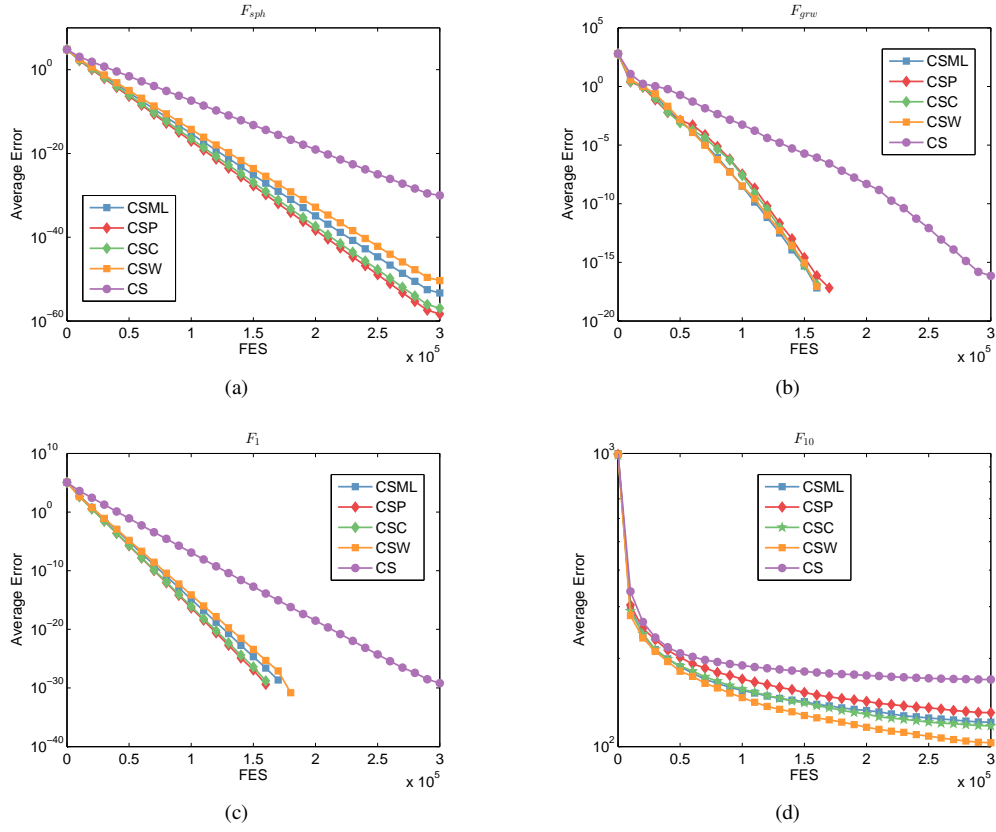 F_sph
10^0
10^-20
10^-40
10^-60
Average Error
CSML
CSP
CSC
CSW
CS
0 0.5 1 1.5 2 2.5 3
FES
x 10^5
(a)
F_grw
10^5
10^0
10^-5
10^-10
10^-15
10^-20
Average Error
CSML
CSP
CSC
CSW
CS
0 0.5 1 1.5 2 2.5 3
FES
x 10^5
(b)
F_1
10^10
10^0
10^-10
10^-20
10^-30
10^-40
Average Error
CSML
CSP
CSC
CSW
CS
0 0.5 1 1.5 2 2.5 3
FES
x 10^5
(c)
F_10
10^3
10^2
Average Error
CSML
CSP
CSC
CSW
CS
0 0.5 1 1.5 2 2.5 3
FES
x 10^5
(d)